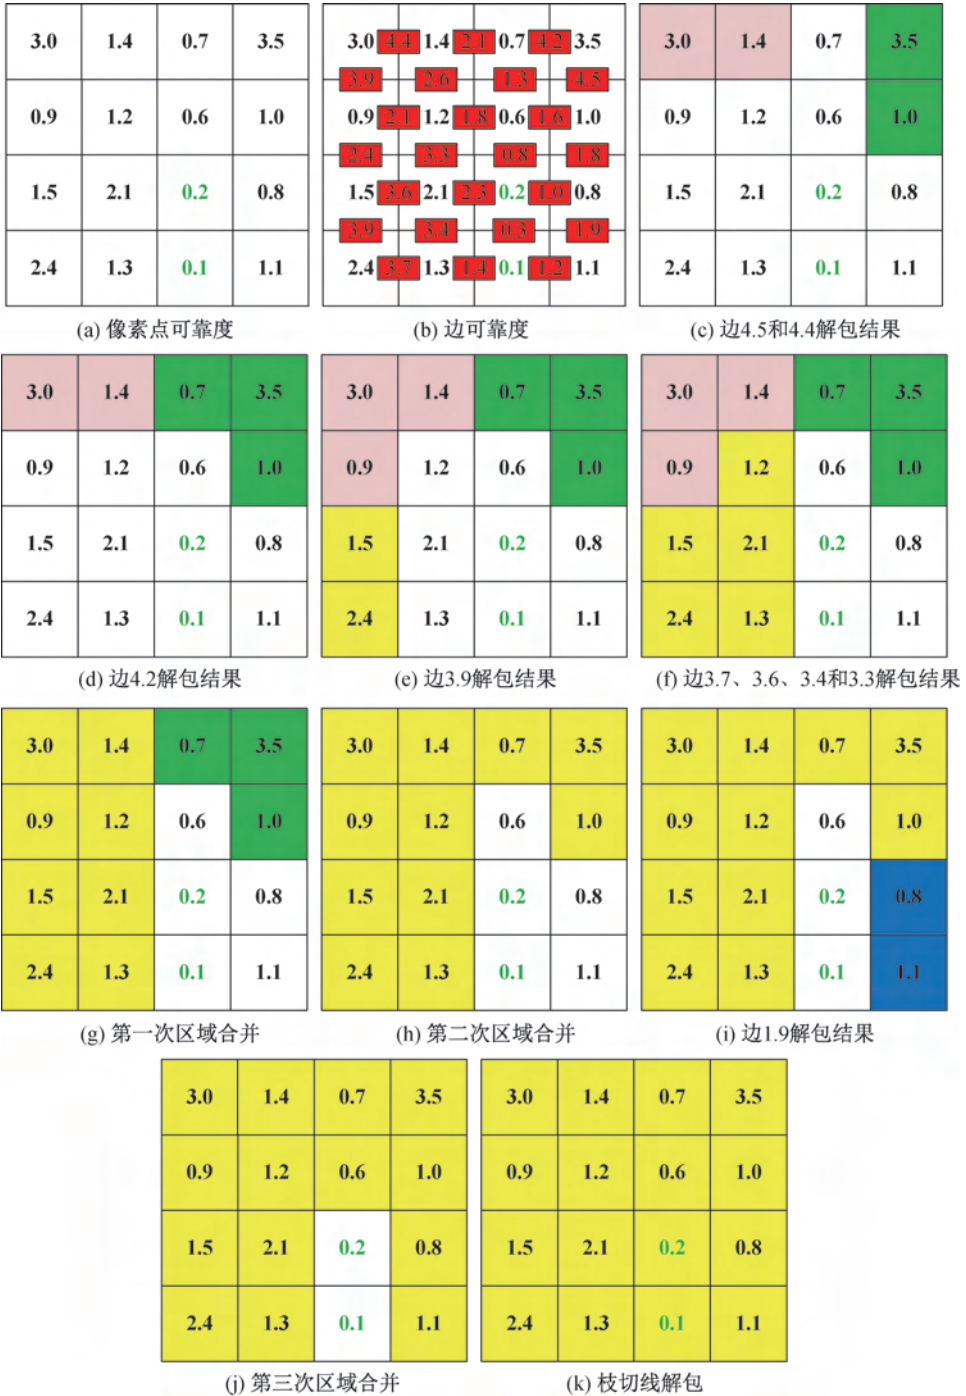 3.0 1.4 0.7 3.5
0.9 1.2 0.6 1.0
1.5 2.1 0.2 0.8
2.4 1.3 0.1 1.1
(a) 像素点可靠度
3.0 4.4 1.4 2.1 0.7 4.2 3.5
3.9 2.6 1.3 4.5
0.9 2.1 1.2 1.8 0.6 1.6 1.0
2.4 3.3 0.8 1.8
1.5 3.6 2.1 2.3 0.2 1.0 0.8
3.9 3.4 0.3 1.9
2.4 3.7 1.3 1.4 0.1 1.2 1.1
(b) 边可靠度
3.0 1.4 0.7 3.5
0.9 1.2 0.6 1.0
1.5 2.1 0.2 0.8
2.4 1.3 0.1 1.1
(c) 边4.5和4.4解包结果
3.0 1.4 0.7 3.5
0.9 1.2 0.6 1.0
1.5 2.1 0.2 0.8
2.4 1.3 0.1 1.1
(d) 边4.2解包结果
3.0 1.4 0.7 3.5
0.9 1.2 0.6 1.0
1.5 2.1 0.2 0.8
2.4 1.3 0.1 1.1
(e) 边3.9解包结果
3.0 1.4 0.7 3.5
0.9 1.2 0.6 1.0
1.5 2.1 0.2 0.8
2.4 1.3 0.1 1.1
(f) 边3.7、3.6、3.4和3.3解包结果
3.0 1.4 0.7 3.5
0.9 1.2 0.6 1.0
1.5 2.1 0.2 0.8
2.4 1.3 0.1 1.1
(g) 第一次区域合并
3.0 1.4 0.7 3.5
0.9 1.2 0.6 1.0
1.5 2.1 0.2 0.8
2.4 1.3 0.1 1.1
(h) 第二次区域合并
3.0 1.4 0.7 3.5
0.9 1.2 0.6 1.0
1.5 2.1 0.2 0.8
2.4 1.3 0.1 1.1
(i) 边1.9解包结果
3.0 1.4 0.7 3.5
0.9 1.2 0.6 1.0
1.5 2.1 0.2 0.8
2.4 1.3 0.1 1.1
(j) 第三次区域合并
3.0 1.4 0.7 3.5
0.9 1.2 0.6 1.0
1.5 2.1 0.2 0.8
2.4 1.3 0.1 1.1
(k) 枝切线解包